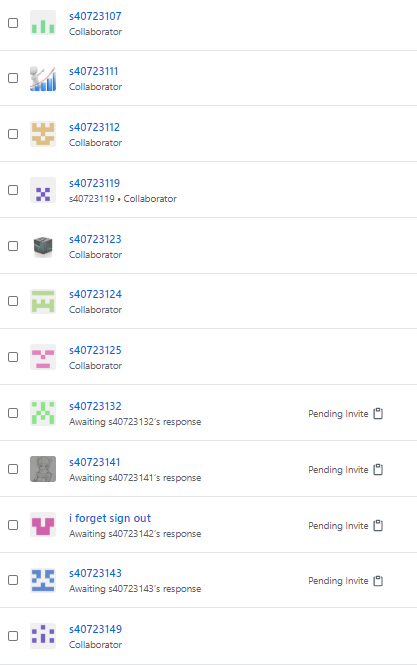 s40723107
Collaborator
s40723111
Collaborator
s40723112
Collaborator
s40723119
s40723119 • Collaborator
s40723123
Collaborator
s40723124
Collaborator
s40723125
Collaborator
s40723132
Awaiting s40723132's response
Pending Invite
s40723141
Awaiting s40723141's response
Pending Invite
i forget sign out
Awaiting s40723142's response
Pending Invite
s40723143
Awaiting s40723143's response
Pending Invite
s40723149
Collaborator